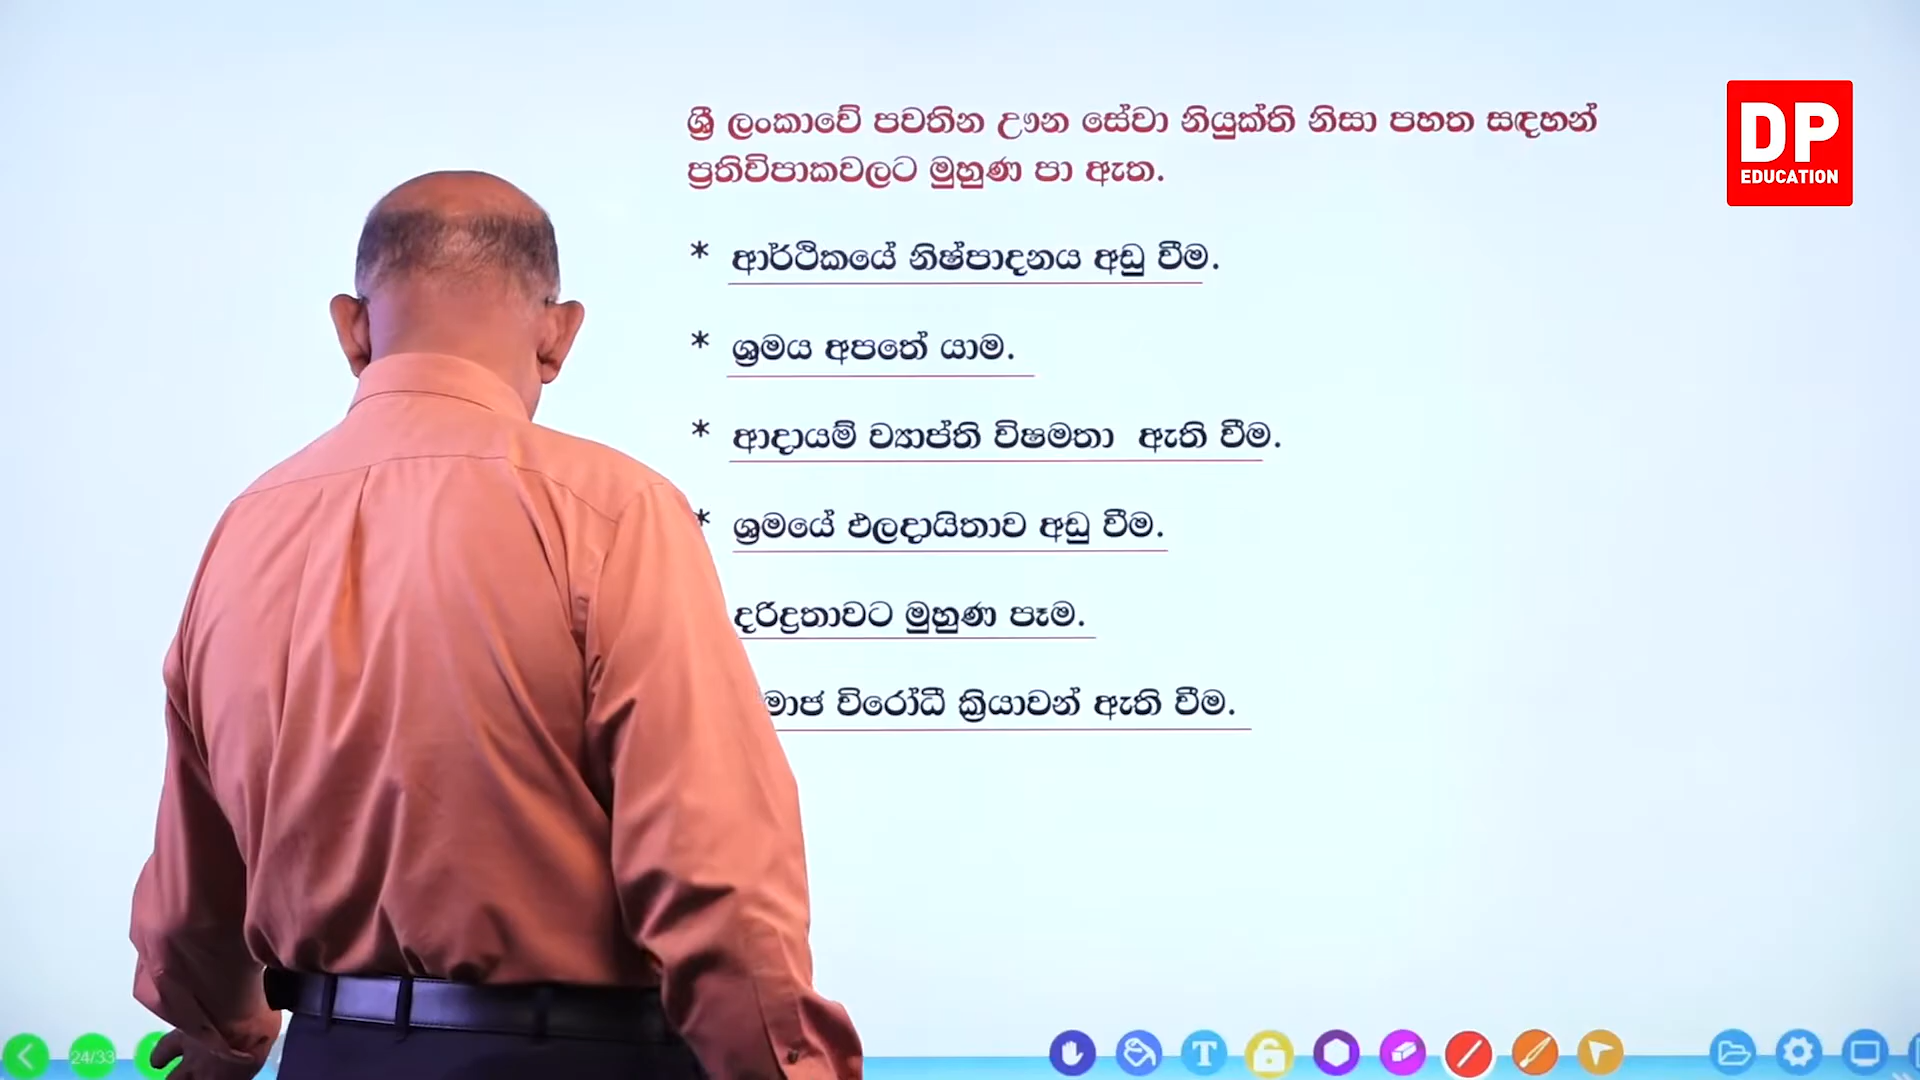 ශ්‍රී ලංකාවේ පවතින ඌන සේවා නියුක්ති නිසා පහත සඳහන්
ප්‍රතිවිපාකවලට මුහුණ පා ඇත.
* ආර්ථිකයේ නිෂ්පාදනය අඩු වීම.
* ශ්‍රමය අපතේ යාම.
* ආදායම් ව්‍යාප්ති විෂමතා ඇති වීම.
* ශ්‍රමයේ ඵලදායිතාව අඩු වීම.
දරිද්‍රතාවට මුහුණ පෑම.
විරෝධී ක්‍රියාවන් ඇති වීම.
DP
EDUCATION
24/33
T